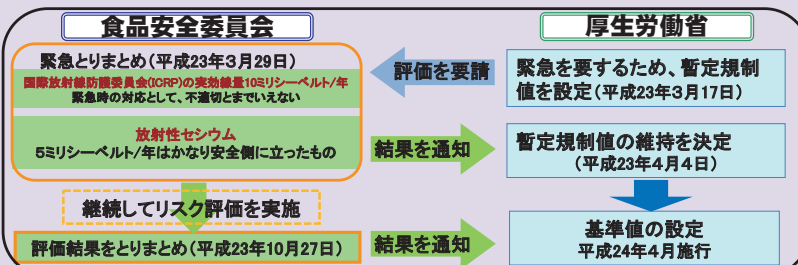 食品安全委員会
厚生労働省
緊急とりまとめ（平成23年3月29日）
国際放射線防護委員会(ICRP)の実効線量10ミリシーベルト/年
緊急時の対応として、不適切とまでいえない
放射性セシウム
5ミリシーベルト/年はかなり安全側に立ったもの
評価を要請
緊急を要するため、暫定規制
値を設定（平成23年3月17日）
結果を通知
暫定規制値の維持を決定
（平成23年4月4日）
継続してリスク評価を実施
評価結果をとりまとめ（平成23年10月27日）
結果を通知
基準値の設定
平成24年4月施行